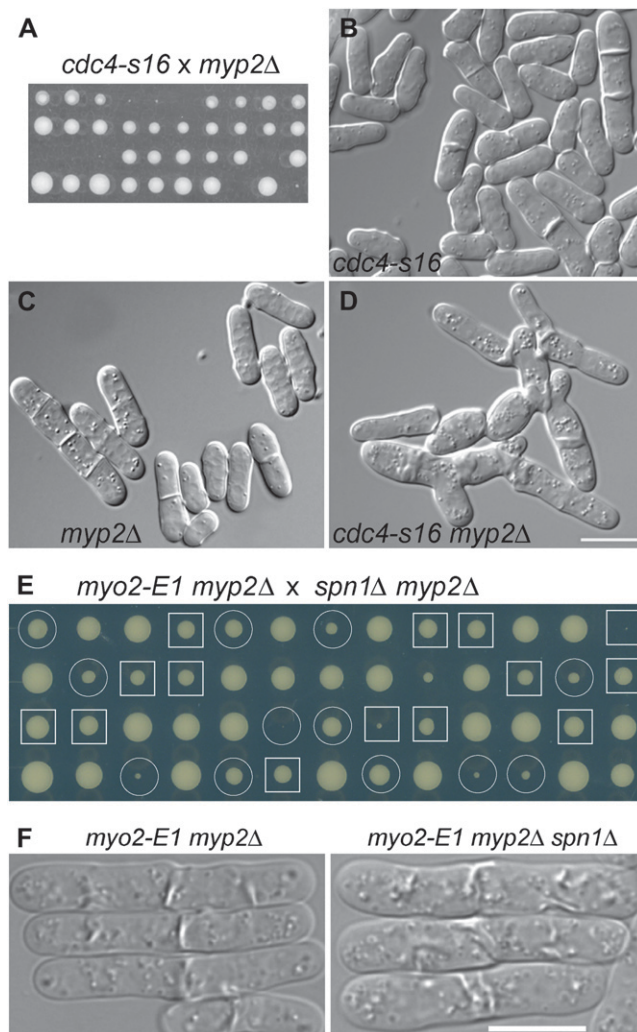 A
cdc4-s16 x myp2Δ
B
cdc4-s16
C
myp2Δ
D
cdc4-s16 myp2Δ
E
myo2-E1 myp2Δ x spn1Δ myp2Δ
F
myo2-E1 myp2Δ
myo2-E1 myp2Δ spn1Δ